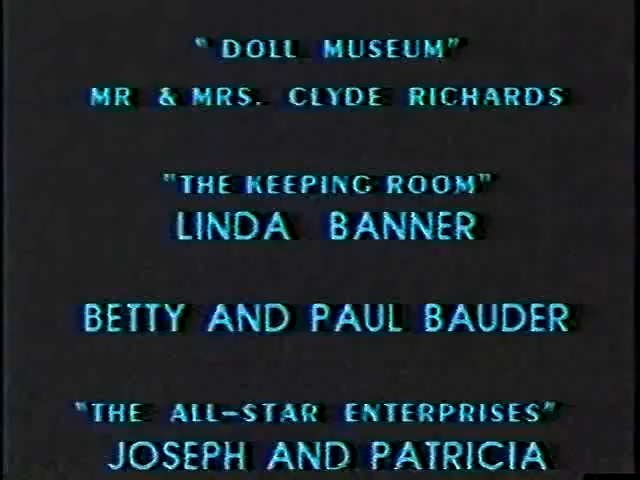 " DOLL MUSEUM"
MR & MRS. CLYDE RICHARDS
"THE KEEPING ROOM"
LINDA BANNER
BETTY AND PAUL BAUDER
"THE ALL-STAR ENTERPRISES"
JOSEPH AND PATRICIA